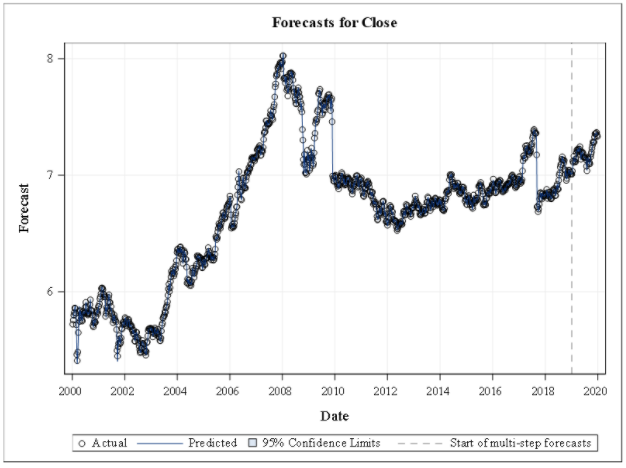 Forecasts for Close
8
7
6
Forecast
2000 2002 2004 2006 2008 2010 2012 2014 2016 2018 2020
Date
Actual Predicted 95% Confidence Limits Start of multi-step forecasts